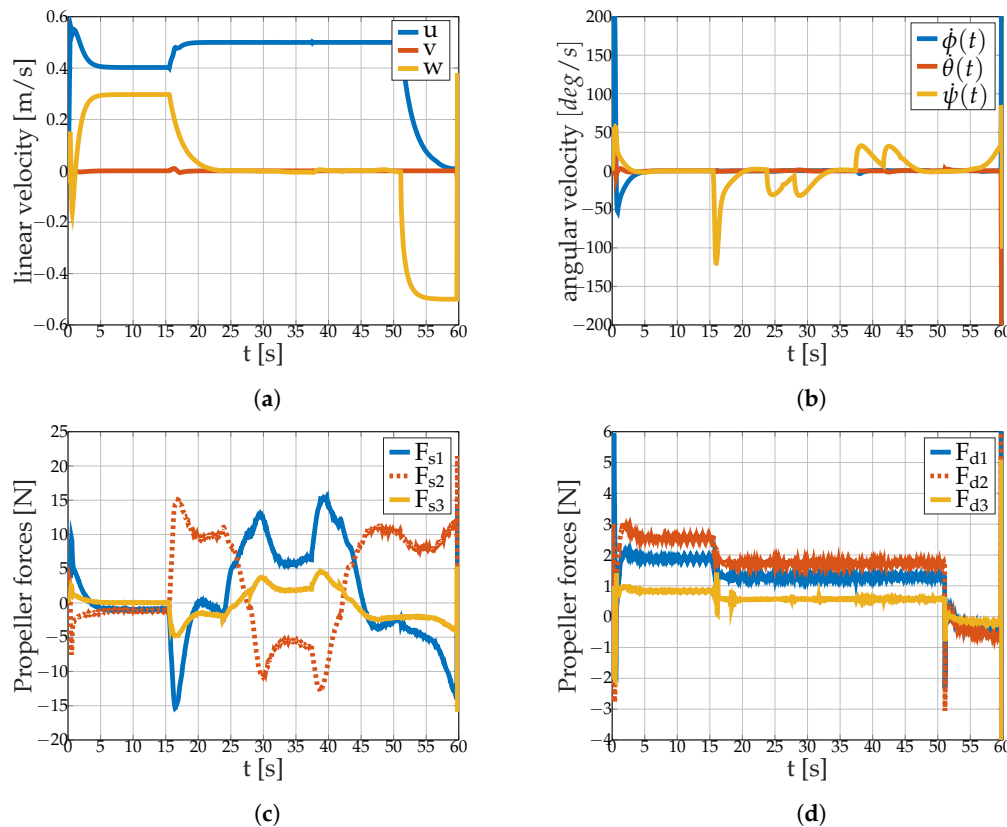 linear velocity [m/s]
0.6
0.4
0.2
0
−0.2
−0.4
−0.6
0 5 10 15 20 25 30 35 40 45 50 55 60
t [s]
u
v
w
(a)
angular velocity [deg/s]
200
150
100
50
0
−50
−100
−150
−200
0 5 10 15 20 25 30 35 40 45 50 55 60
t [s]
ϕ̇(t)
θ̇(t)
ψ̇(t)
(b)
Propeller forces [N]
25
20
15
10
5
0
−5
−10
−15
−20
0 5 10 15 20 25 30 35 40 45 50 55 60
t [s]
Fs1
Fs2
Fs3
(c)
Propeller forces [N]
6
5
4
3
2
1
0
−1
−2
−3
−4
0 5 10 15 20 25 30 35 40 45 50 55 60
t [s]
Fd1
Fd2
Fd3
(d)